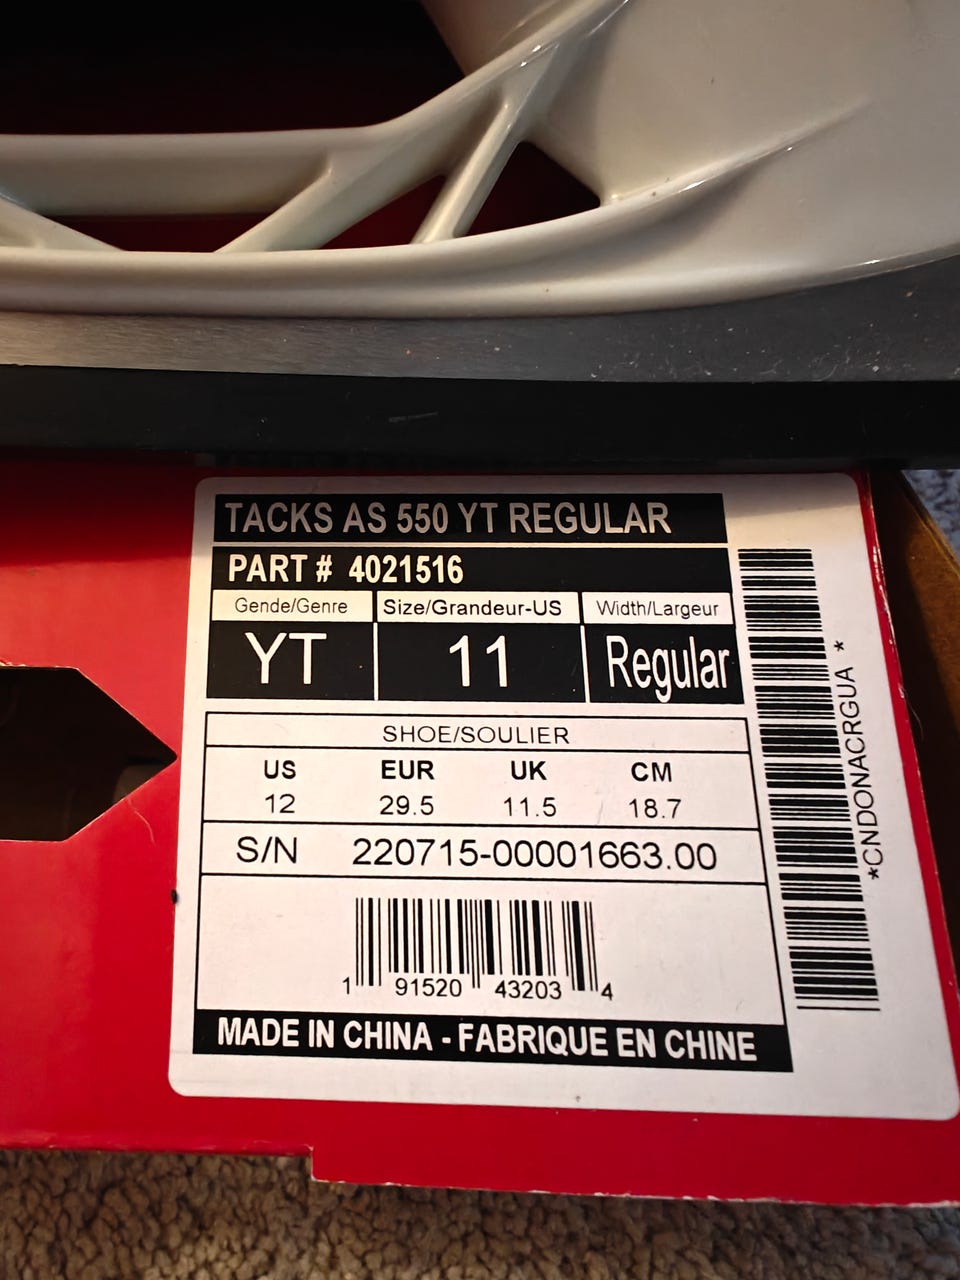 TACKS AS 550 YT REGULAR
PART # 4021516
Gende/Genre Size/Grandeur-US Width/Largeur
YT 11 Regular
SHOE/SOULIER
US EUR UK CM
12 29.5 11.5 18.7
S/N 220715-00001663.00
1 91520 43203 4
MADE IN CHINA - FABRIQUE EN CHINE
*CNDONACRGUA *